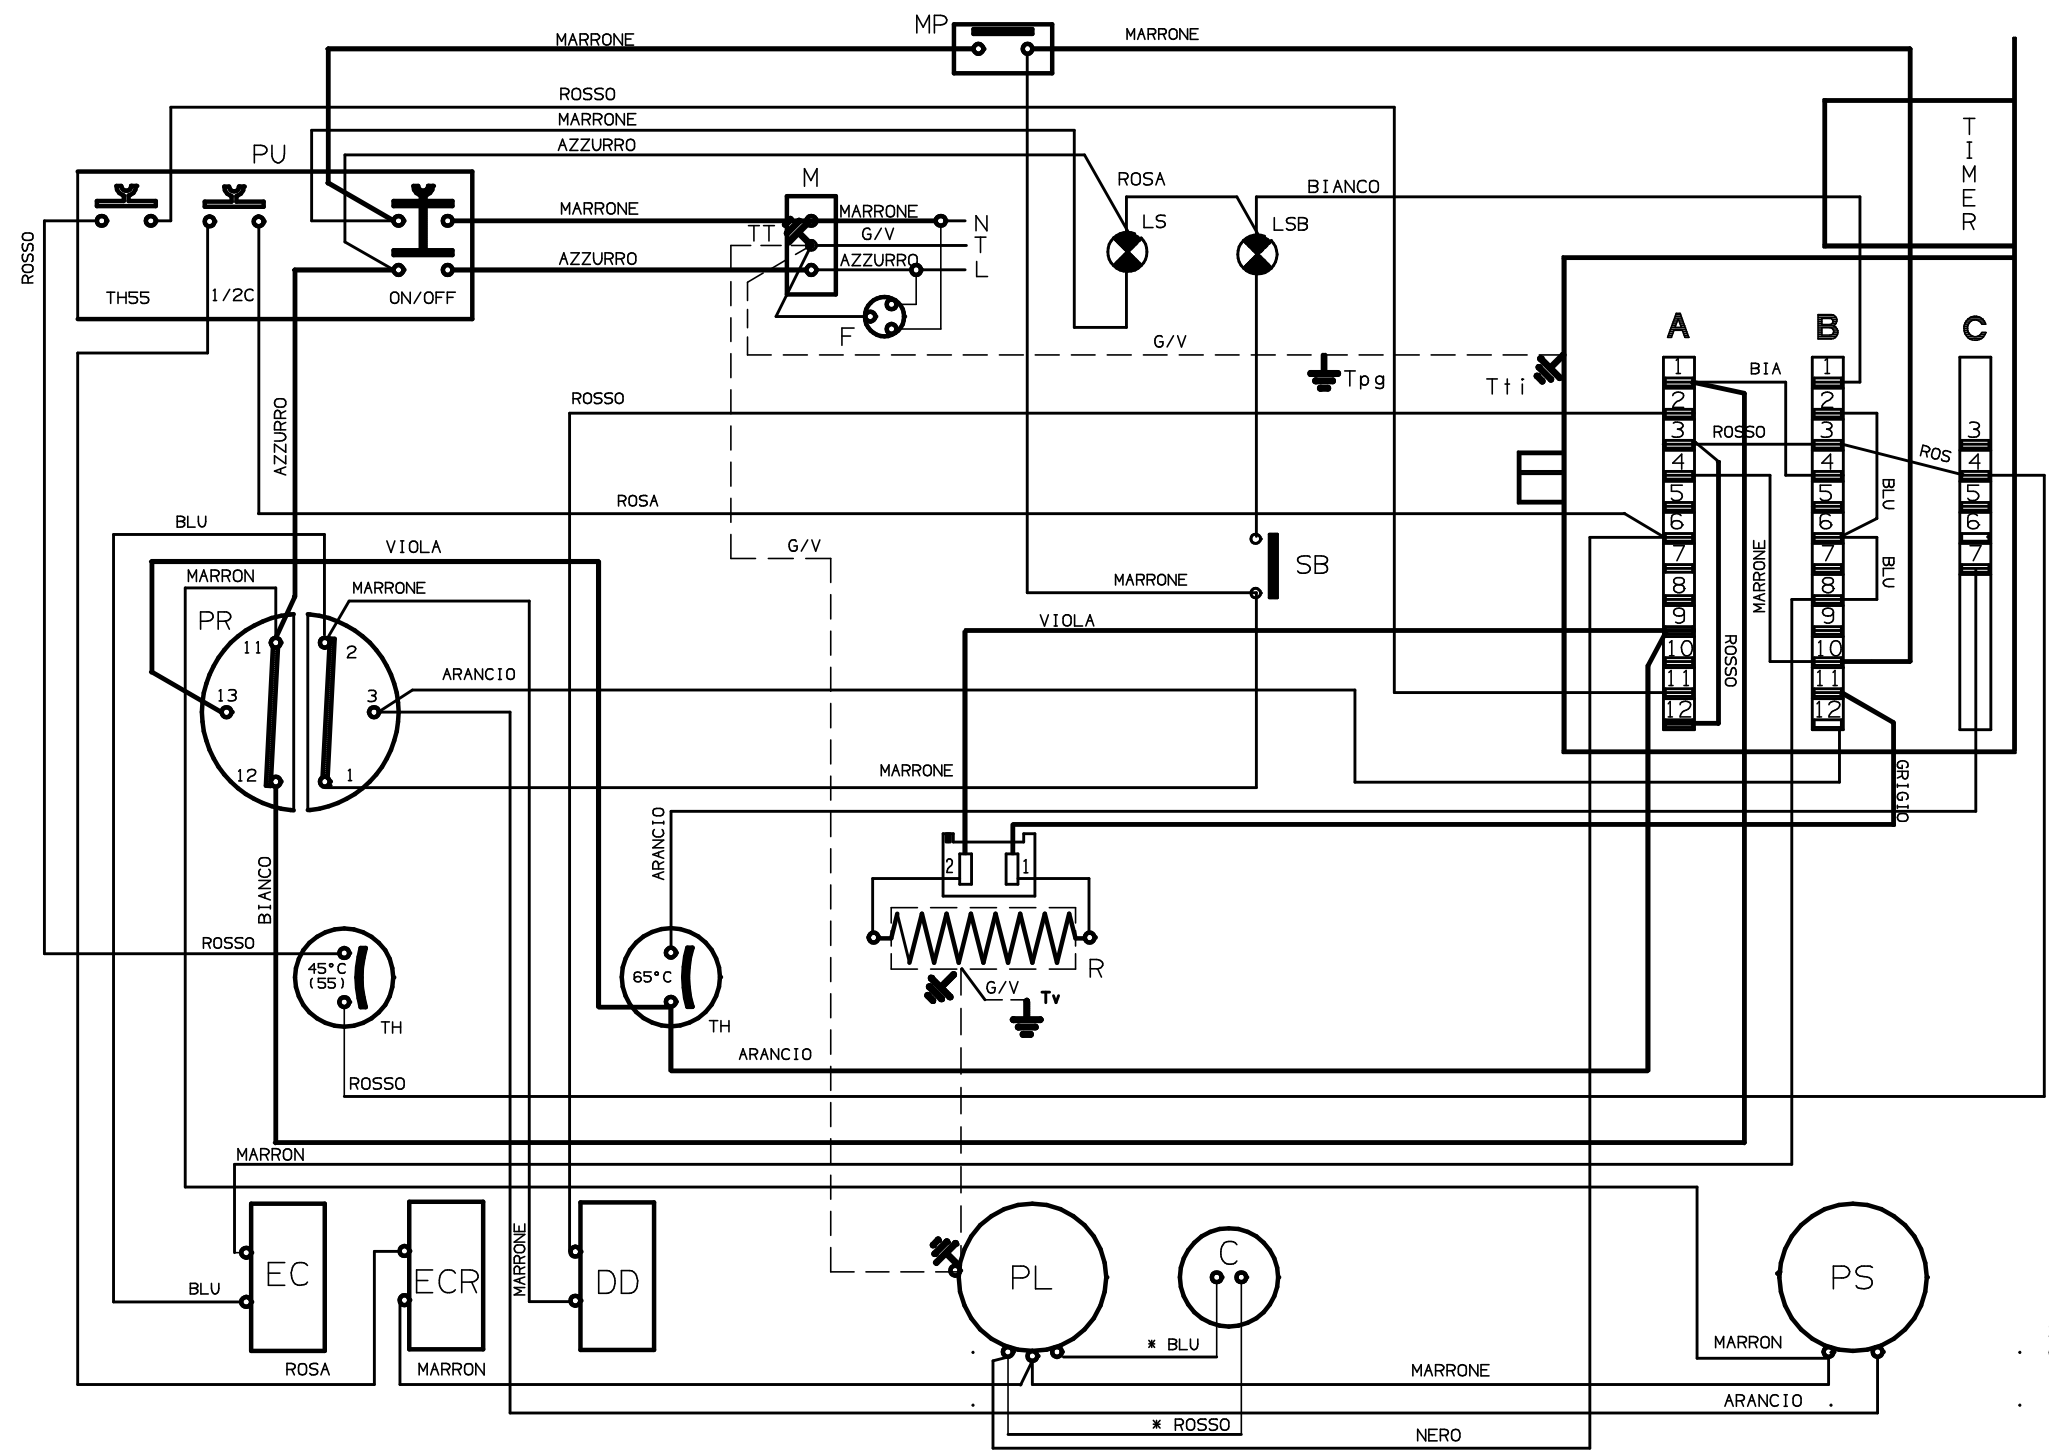 MP
MARRONE
MARRONE
ROSSO
MARRONE
AZZURRO
TIMER
PU
M
ROSA
BIANCO
MARRONE
MARRONE
N
TT
G/V
T
LS
LSB
AZZURRO
AZZURRO
L
ROSSO
TH55
1/2C
ON/OFF
F
G/V
Tpg
Tti
A
B
C
1
BIA
1
ROSSO
2
2
AZZURRO
3
ROSSO
3
3
4
4
ROS
4
ROSA
5
5
BLU
5
BLU
6
6
6
VIOLA
G/V
7
MARRONE
7
BLU
7
MARRON
MARRONE
MARRONE
SB
8
8
PR
VIOLA
9
9
11
2
10
ROSSO
10
ARANCIO
13
3
11
11
12
12
12
1
MARRONE
GRIGIO
ARANCIO
BIANCO
2
1
ROSSO
45°C
(55)
65°C
R
G/V
Tv
TH
TH
ARANCIO
ROSSO
MARRON
MARRONE
EC
ECR
DD
PL
C
PS
BLU
* BLU
MARRON
ROSA
MARRON
MARRONE
ARANCIO
* ROSSO
NERO